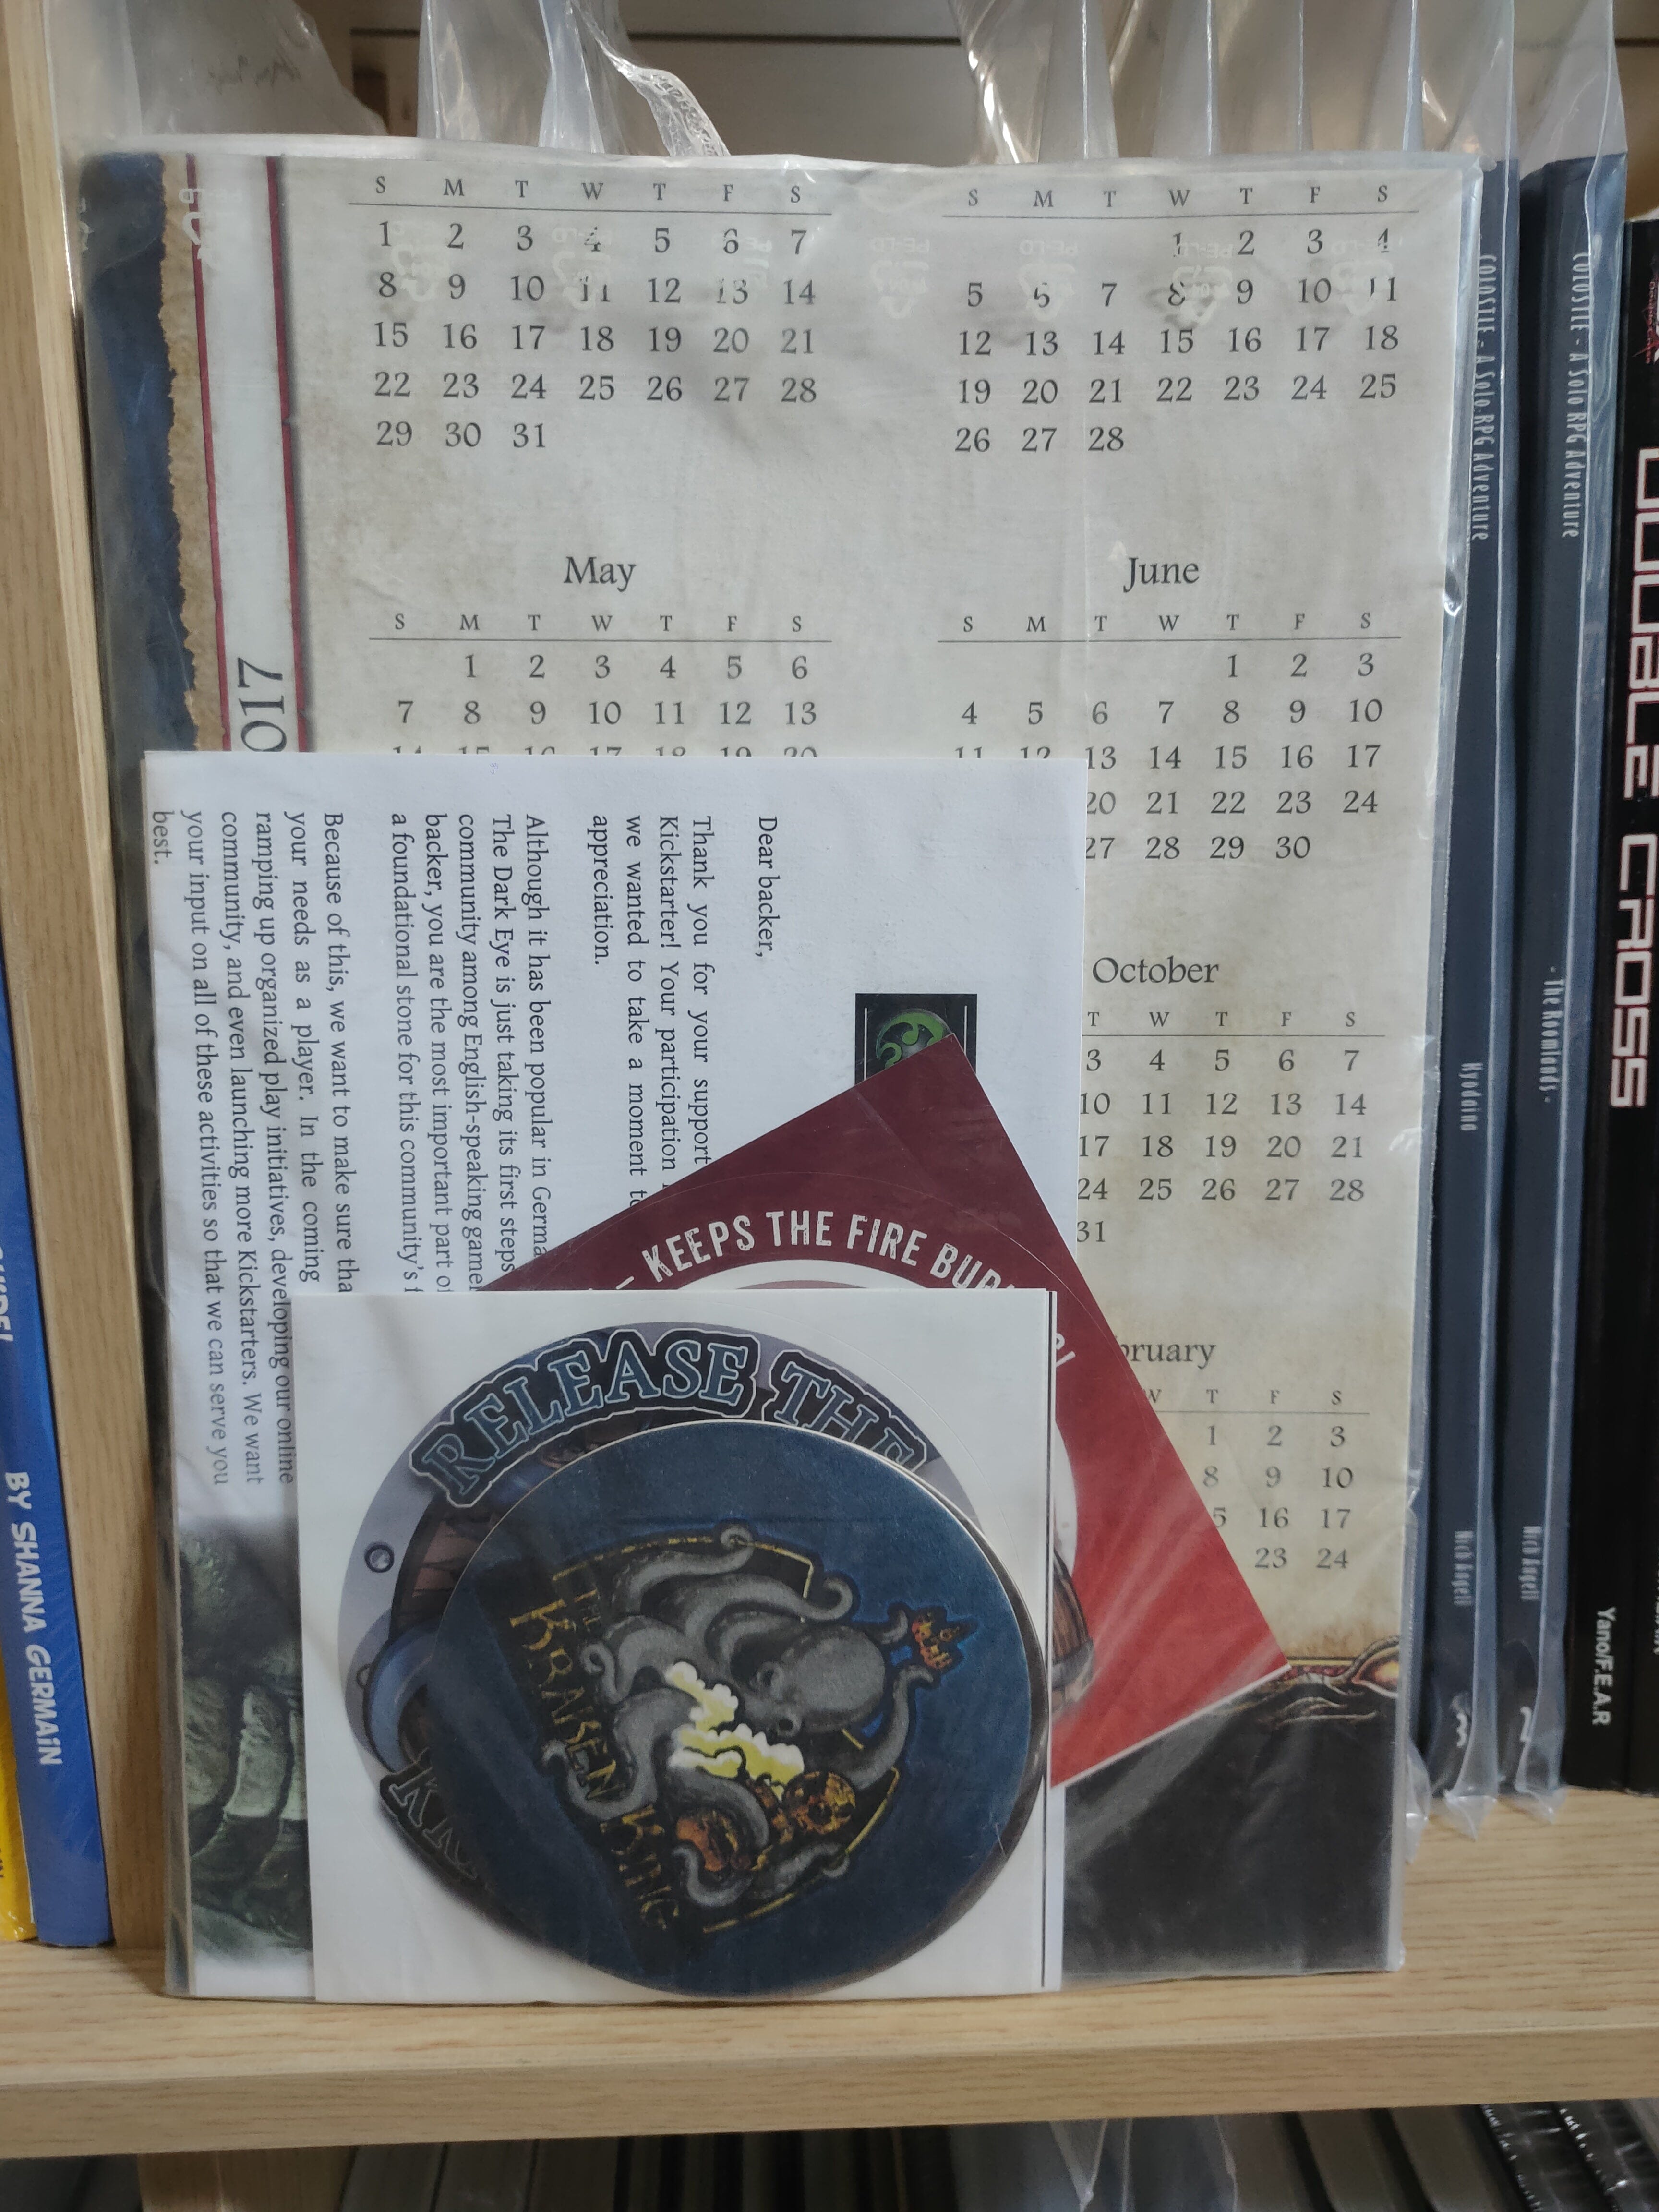 S M T W T F S
1 2 3 4 5 6 7
8 9 10 11 12 13 14
15 16 17 18 19 20 21
22 23 24 25 26 27 28
29 30 31
S M T W T F S
1 2 3 4
5 6 7 8 9 10 11
12 13 14 15 16 17 18
19 20 21 22 23 24 25
26 27 28
May
S M T W T F S
1 2 3 4 5 6
7 8 9 10 11 12 13
June
S M T W T F S
1 2 3
4 5 6 7 8 9 10
11 12 13 14 15 16 17
20 21 22 23 24
27 28 29 30
October
T W T F S
3 4 5 6 7
10 11 12 13 14
17 18 19 20 21
24 25 26 27 28
31
bruary
W T F S
1 2 3
8 9 10
5 16 17
23 24
017
Dear backer,
Thank you for your support
Kickstarter! Your participation
we wanted to take a moment to
appreciation.
Although it has been popular in Germa
The Dark Eye is just taking its first steps
community among English-speaking gamer
backer, you are the most important part of
a foundational stone for this community's f
Because of this, we want to make sure tha
your needs as a player. In the coming
ramping up organized play initiatives, developing our online
community, and even launching more Kickstarters. We want
your input on all of these activities so that we can serve you
best.
KEEPS THE FIRE BUR
RELEASE THE
KR
THE
KRAKEN KING
BY SHANNA GERMAIN
COLOSTLE - A Solo RPG Adventure
Kyodaina
Nich Angell
COLOSTLE - A Solo RPG Adventure
- The Roomlands -
Nich Angell
DOUBLE CROSS
Yano/F.E.A.R